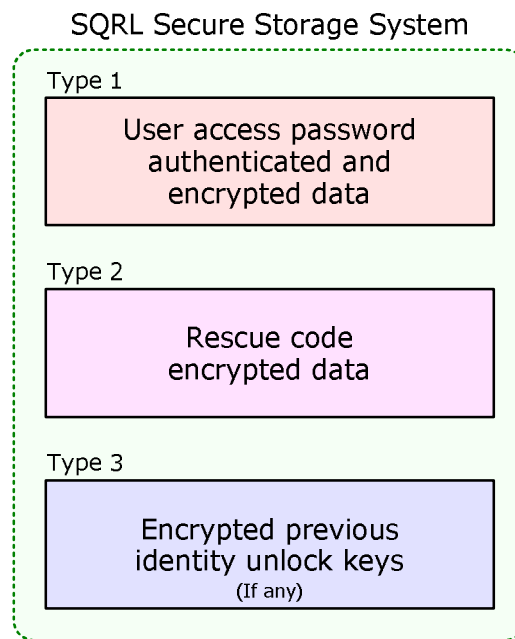 SQRL Secure Storage System
Type 1
User access password
authenticated and
encrypted data
Type 2
Rescue code
encrypted data
Type 3
Encrypted previous
identity unlock keys
(If any)